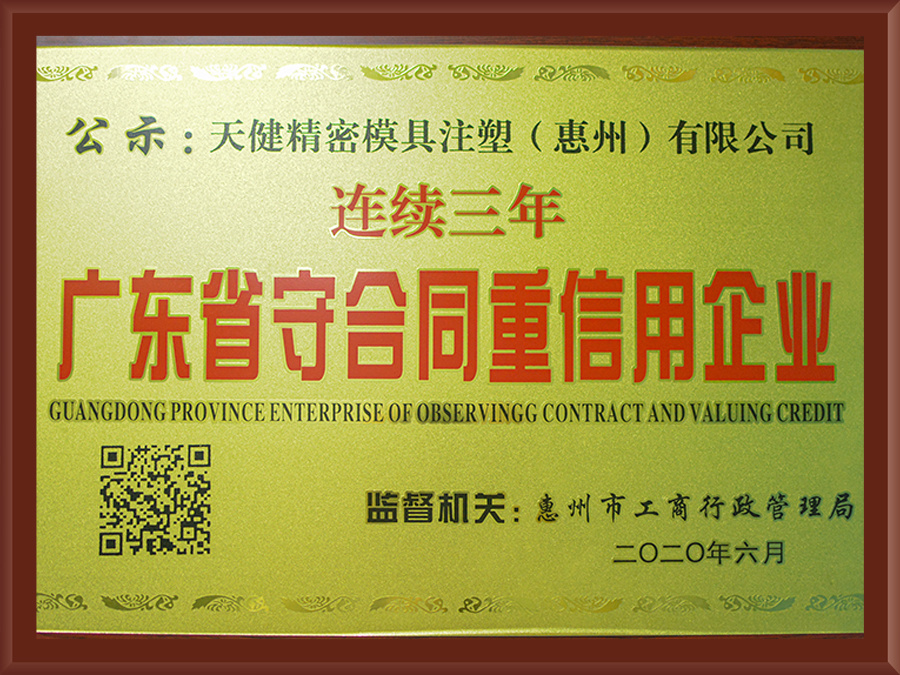 公示：天健精密模具注塑（惠州）有限公司
连续三年
广东省守合同重信用企业
GUANGDONG PROVINCE ENTERPRISE OF OBSERVINGG CONTRACT AND VALUING CREDIT
监督机关：惠州市工商行政管理局
二〇二〇年六月